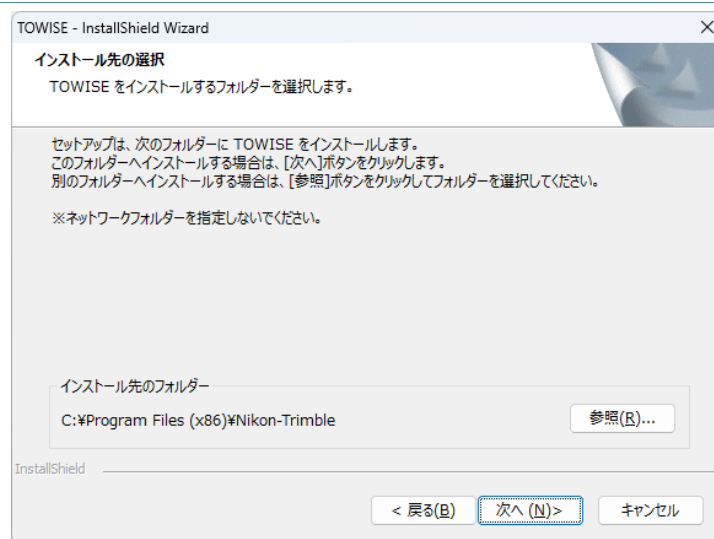 TOWISE - InstallShield Wizard
インストール先の選択
TOWISE をインストールするフォルダーを選択します。
セットアップは、次のフォルダーに TOWISE をインストールします。
このフォルダーへインストールする場合は、[次へ]ボタンをクリックします。
別のフォルダーへインストールする場合は、[参照]ボタンをクリックしてフォルダーを選択してください。
※ネットワークフォルダーを指定しないでください。
インストール先のフォルダー
C:¥Program Files (x86)¥Nikon-Trimble
参照(R)...
InstallShield
< 戻る(B)
次へ (N)>
キャンセル